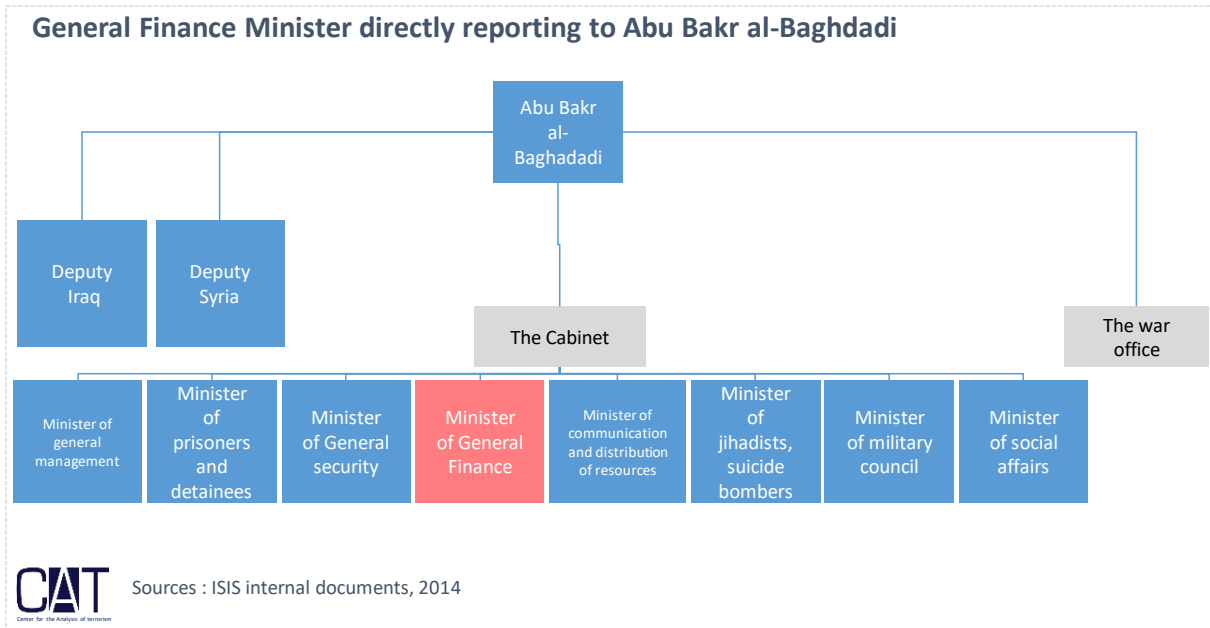 General Finance Minister directly reporting to Abu Bakr al-Baghdadi
Abu Bakr
al-
Baghadadi
Deputy
Iraq
Deputy
Syria
The Cabinet
The war
office
Minister of
general
management
Minister
of
prisoners
and
detainees
Minister
of General
security
Minister
of General
Finance
Minister of
communication
and distribution
of resources
Minister
of
jihadists,
suicide
bombers
Minister
of military
council
Minister
of social
affairs
CAT
Center for the Analysis of terrorism
Sources : ISIS internal documents, 2014